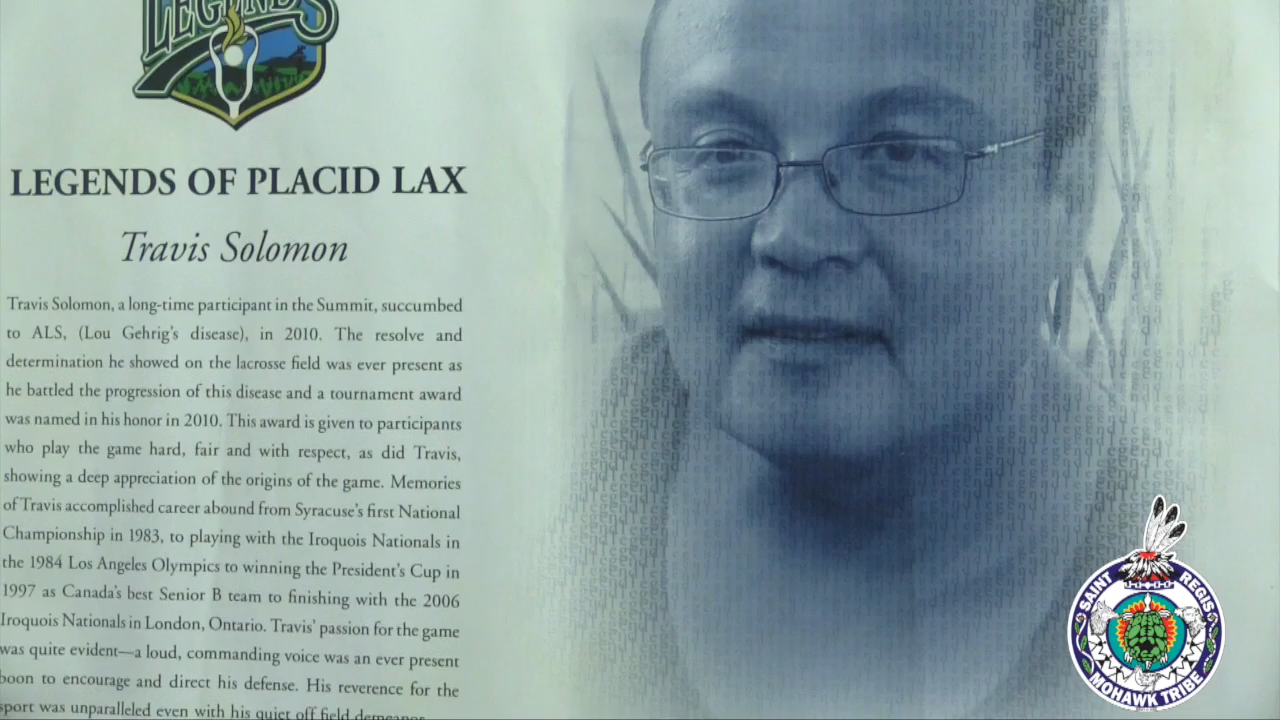 LEGENDS
LEGENDS OF PLACID LAX
Travis Solomon
Travis Solomon, a long-time participant in the Summit, succumbed
to ALS, (Lou Gehrig's disease), in 2010. The resolve and
determination he showed on the lacrosse field was ever present as
he battled the progression of this disease and a tournament award
was named in his honor in 2010. This award is given to participants
who play the game hard, fair and with respect, as did Travis,
showing a deep appreciation of the origins of the game. Memories
of Travis accomplished career abound from Syracuse's first National
Championship in 1983, to playing with the Iroquois Nationals in
the 1984 Los Angeles Olympics to winning the President's Cup in
1997 as Canada's best Senior B team to finishing with the 2006
Iroquois Nationals in London, Ontario. Travis' passion for the game
was quite evident—a loud, commanding voice was an ever present
boon to encourage and direct his defense. His reverence for the
sport was unparalleled even with his quiet off field demeanor.
SAINT REGIS
MOHAWK TRIBE